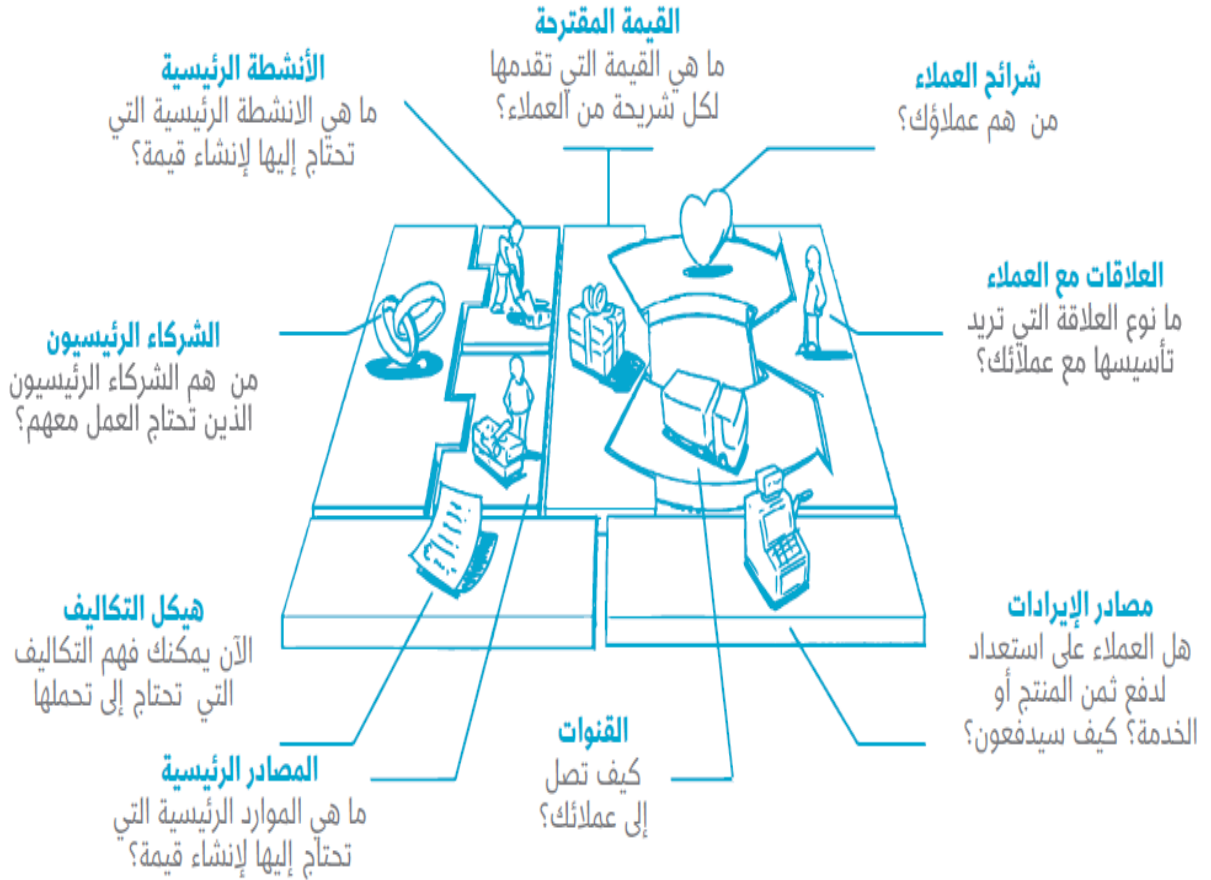 القيمة المقترحة
ما هي القيمة التي تقدمها
لكل شريحة من العملاء؟
شرائح العملاء
من هم عملاؤك؟
الأنشطة الرئيسية
ما هي الانشطة الرئيسية التي
تحتاج إليها لإنشاء قيمة؟
العلاقات مع العملاء
ما نوع العلاقة التي تريد
تأسيسها مع عملائك؟
الشركاء الرئيسيون
من هم الشركاء الرئيسيون
الذين تحتاج العمل معهم؟
مصادر الإيرادات
هل العملاء على استعداد
لدفع ثمن المنتج أو
الخدمة؟ كيف سيدفعون؟
هيكل التكاليف
الآن يمكنك فهم التكاليف
التي تحتاج إلى تحملها
القنوات
كيف تصل
إلى عملائك؟
المصادر الرئيسية
ما هي الموارد الرئيسية التي
تحتاج إليها لإنشاء قيمة؟